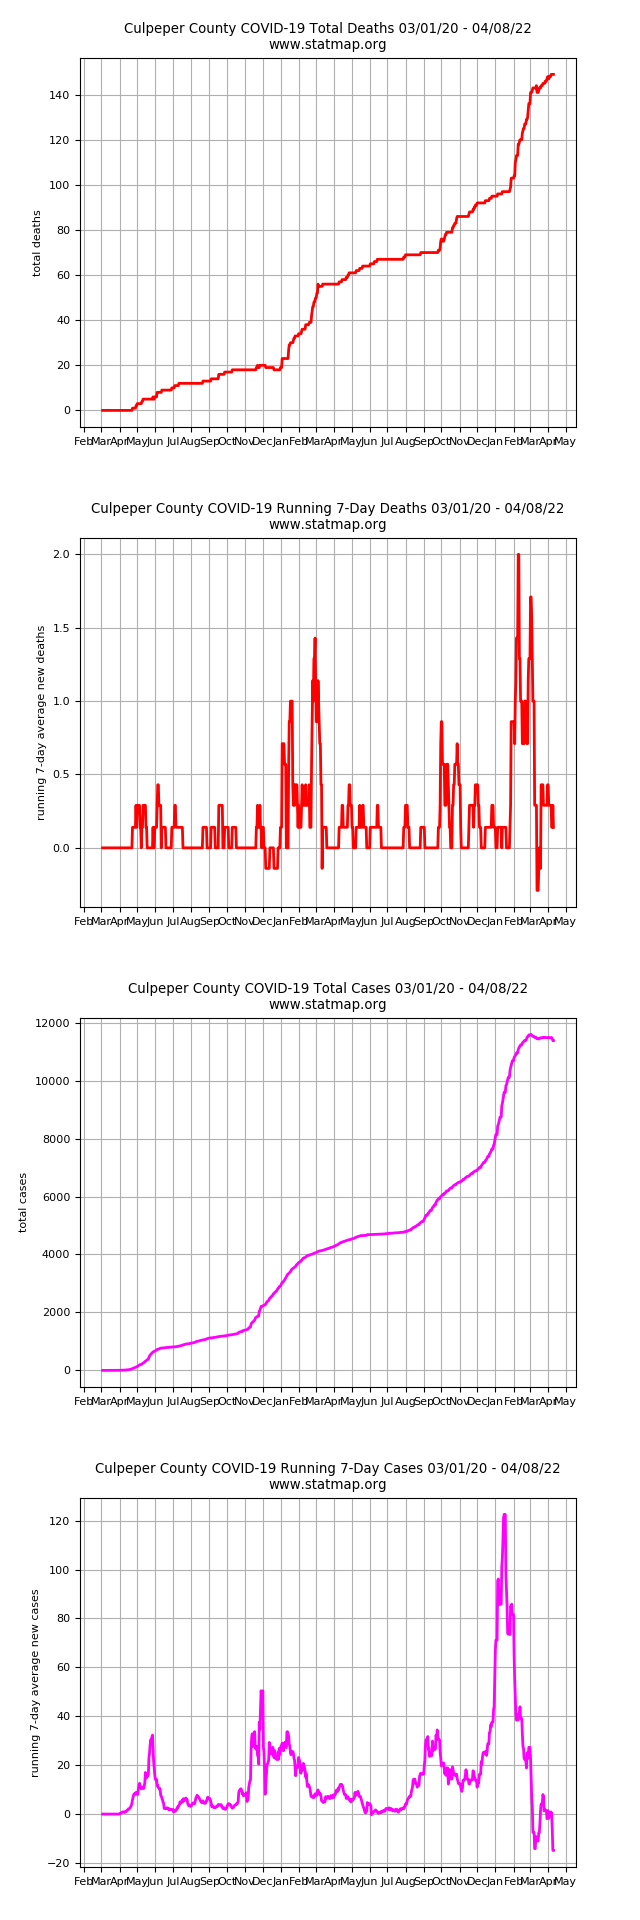 Culpeper County COVID-19 Total Deaths 03/01/20 - 04/08/22
www.statmap.org
140
120
100
80
60
40
20
0
total deaths
Feb Mar Apr May Jun Jul Aug Sep Oct Nov Dec Jan Feb Mar Apr May Jun Jul Aug Sep Oct Nov Dec Jan Feb Mar Apr May
Culpeper County COVID-19 Running 7-Day Deaths 03/01/20 - 04/08/22
www.statmap.org
2.0
1.5
1.0
0.5
0.0
running 7-day average new deaths
Feb Mar Apr May Jun Jul Aug Sep Oct Nov Dec Jan Feb Mar Apr May Jun Jul Aug Sep Oct Nov Dec Jan Feb Mar Apr May
Culpeper County COVID-19 Total Cases 03/01/20 - 04/08/22
www.statmap.org
12000
10000
8000
6000
4000
2000
0
total cases
Feb Mar Apr May Jun Jul Aug Sep Oct Nov Dec Jan Feb Mar Apr May Jun Jul Aug Sep Oct Nov Dec Jan Feb Mar Apr May
Culpeper County COVID-19 Running 7-Day Cases 03/01/20 - 04/08/22
www.statmap.org
120
100
80
60
40
20
0
−20
running 7-day average new cases
Feb Mar Apr May Jun Jul Aug Sep Oct Nov Dec Jan Feb Mar Apr May Jun Jul Aug Sep Oct Nov Dec Jan Feb Mar Apr May